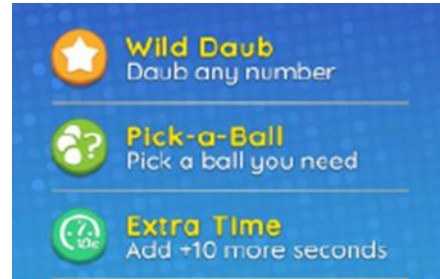 Wild Daub
Daub any number
?
Pick-a-Ball
Pick a ball you need
Extra Time
Add +10 more seconds